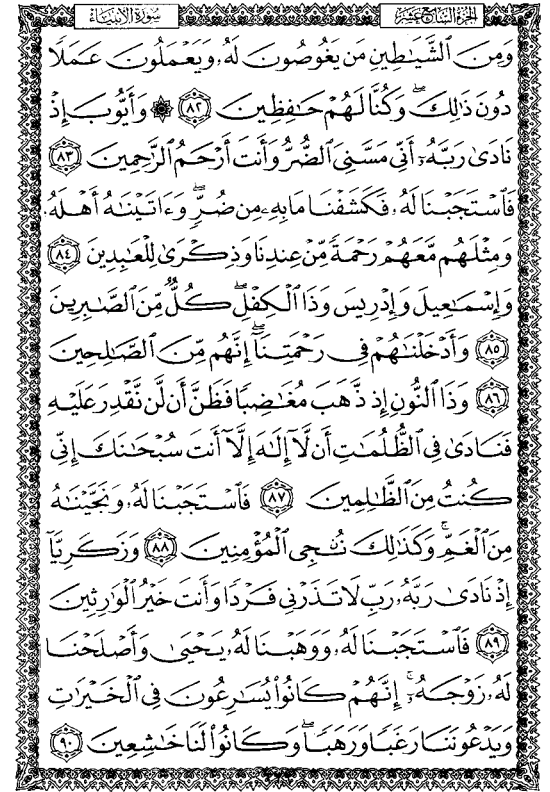 سورة الأنبياء
الجزء السابع عشر
وَمِنَ ٱلشَّيَٰطِينِ مَن يَغُوصُونَ لَهُۥ وَيَعۡمَلُونَ عَمَلٗا
دُونَ ذَٰلِكَۖ وَكُنَّا لَهُمۡ حَٰفِظِينَ ٨٢ ۞ وَأَيُّوبَ إِذۡ
نَادَىٰ رَبَّهُۥٓ أَنِّي مَسَّنِيَ ٱلضُّرُّ وَأَنتَ أَرۡحَمُ ٱلرَّٰحِمِينَ ٨٣
فَٱسۡتَجَبۡنَا لَهُۥ فَكَشَفۡنَا مَا بِهِۦ مِن ضُرّٖۖ وَءَاتَيۡنَٰهُ أَهۡلَهُۥ
وَمِثۡلَهُم مَّعَهُمۡ رَحۡمَةٗ مِّنۡ عِندِنَا وَذِكۡرَىٰ لِلۡعَٰبِدِينَ ٨٤
وَإِسۡمَٰعِيلَ وَإِدۡرِيسَ وَذَا ٱلۡكِفۡلِۖ كُلّٞ مِّنَ ٱلصَّٰبِرِينَ
٨٥ وَأَدۡخَلۡنَٰهُمۡ فِي رَحۡمَتِنَآۖ إِنَّهُم مِّنَ ٱلصَّٰلِحِينَ
٨٦ وَذَا ٱلنُّونِ إِذ ذَّهَبَ مُغَٰضِبٗا فَظَنَّ أَن لَّن نَّقۡدِرَ عَلَيۡهِ
فَنَادَىٰ فِي ٱلظُّلُمَٰتِ أَن لَّآ إِلَٰهَ إِلَّآ أَنتَ سُبۡحَٰنَكَ إِنِّي
كُنتُ مِنَ ٱلظَّٰلِمِينَ ٨٧ فَٱسۡتَجَبۡنَا لَهُۥ وَنَجَّيۡنَٰهُ
مِنَ ٱلۡغَمِّۚ وَكَذَٰلِكَ نُـۨجِي ٱلۡمُؤۡمِنِينَ ٨٨ وَزَكَرِيَّآ
إِذۡ نَادَىٰ رَبَّهُۥ رَبِّ لَا تَذَرۡنِي فَرۡدٗا وَأَنتَ خَيۡرُ ٱلۡوَٰرِثِينَ
٨٩ فَٱسۡتَجَبۡنَا لَهُۥ وَوَهَبۡنَا لَهُۥ يَحۡيَىٰ وَأَصۡلَحۡنَا
لَهُۥ زَوۡجَهُۥٓۚ إِنَّهُمۡ كَانُواْ يُسَٰرِعُونَ فِي ٱلۡخَيۡرَٰتِ
وَيَدۡعُونَنَا رَغَبٗا وَرَهَبٗاۖ وَكَانُواْ لَنَا خَٰشِعِينَ ٩٠